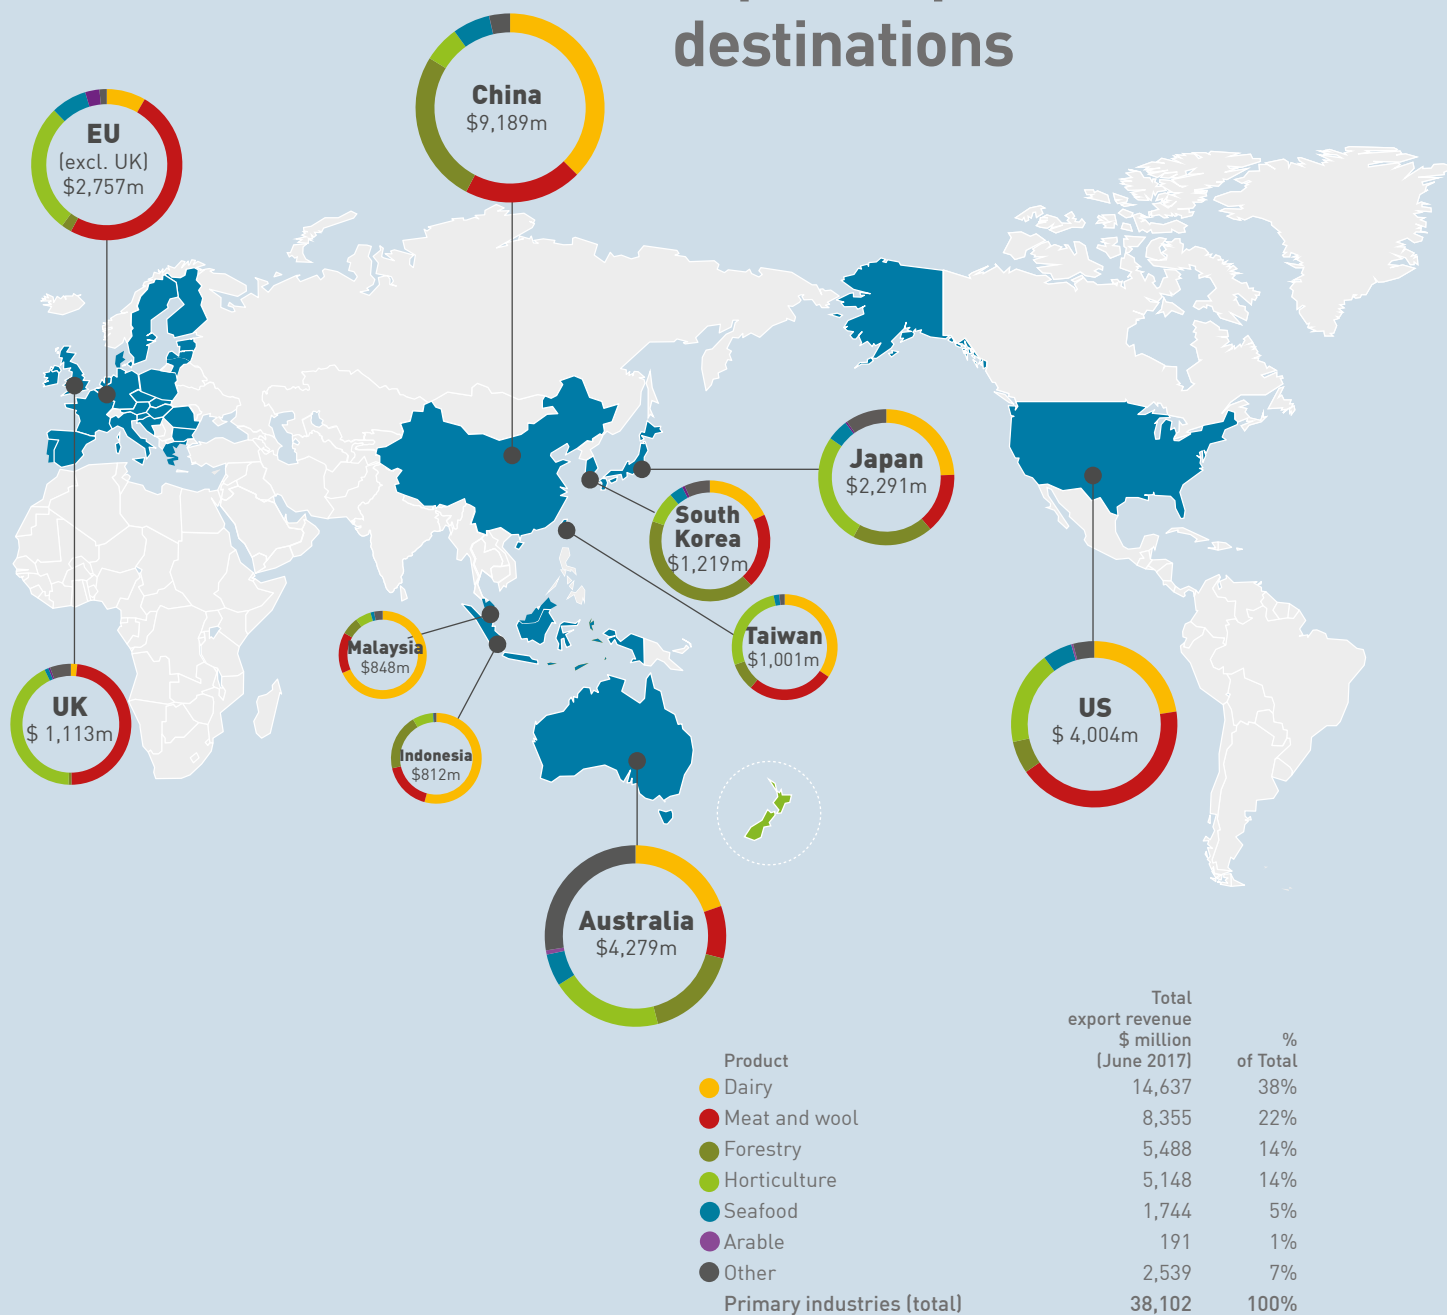 destinations
China
$9,189m
EU
(excl. UK)
$2,757m
Japan
$2,291m
South
Korea
$1,219m
Taiwan
$1,001m
Malaysia
$848m
UK
$ 1,113m
Indonesia
$812m
US
$ 4,004m
Australia
$4,279m
Total
export revenue
$ million %
Product (June 2017) of Total
Dairy 14,637 38%
Meat and wool 8,355 22%
Forestry 5,488 14%
Horticulture 5,148 14%
Seafood 1,744 5%
Arable 191 1%
Other 2,539 7%
Primary industries (total) 38,102 100%